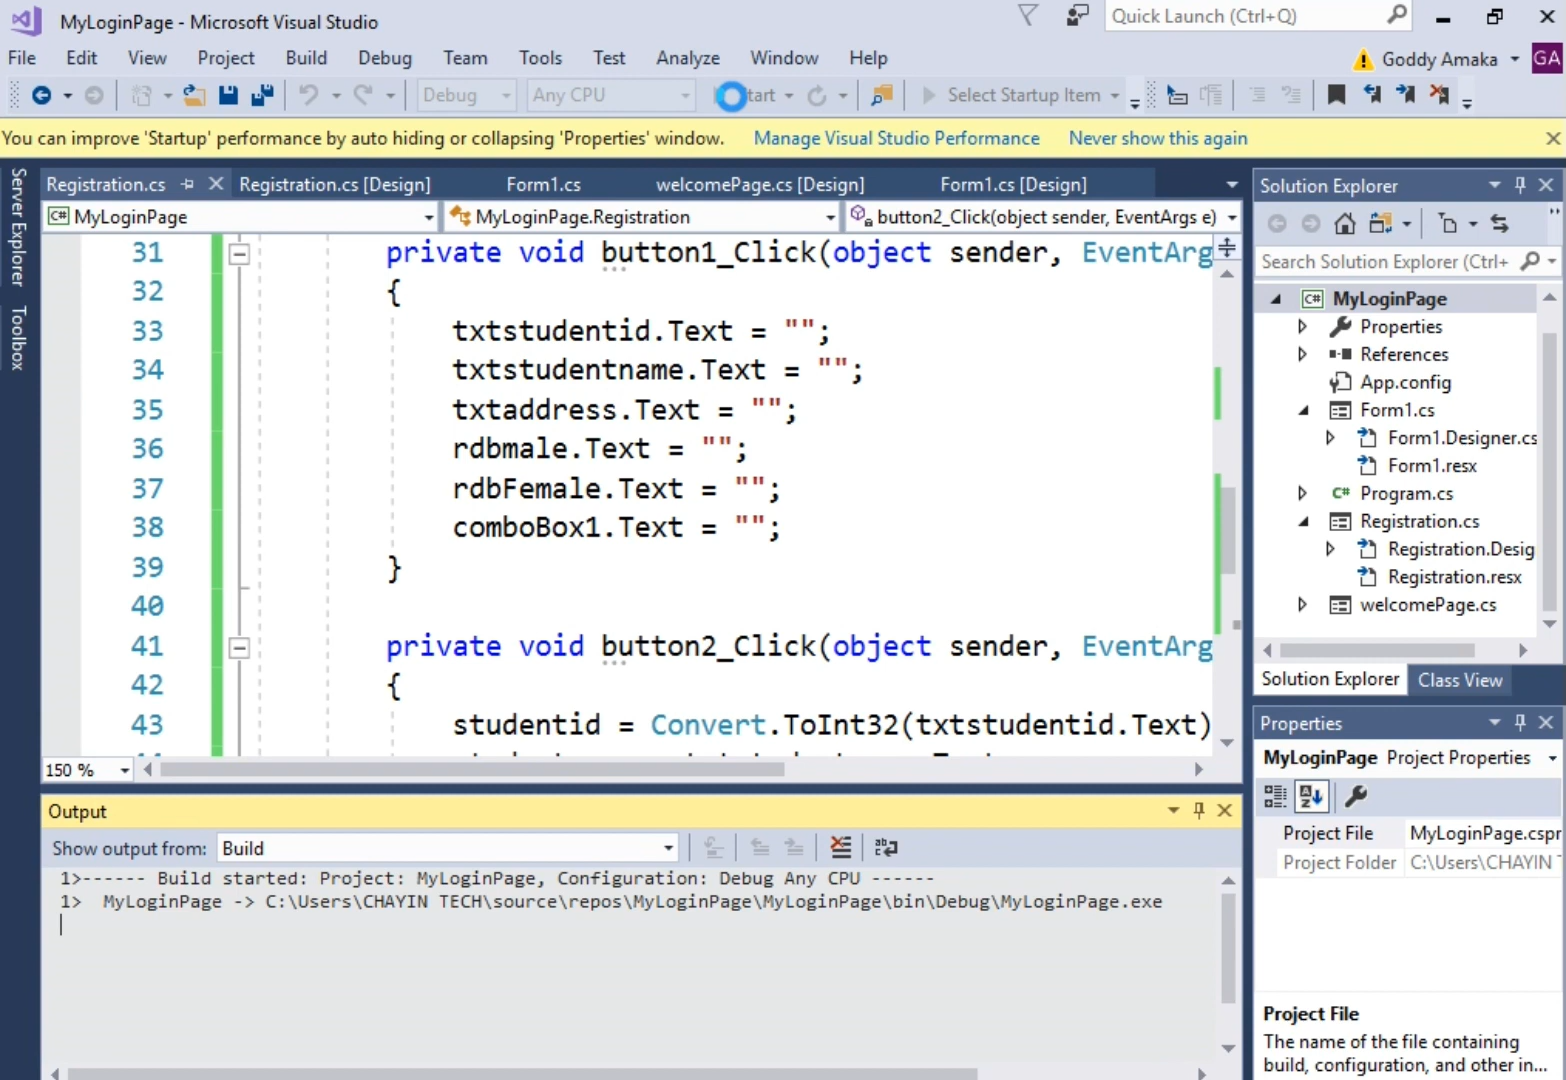 MyLoginPage - Microsoft Visual Studio
Quick Launch (Ctrl+Q)
File Edit View Project Build Debug Team Tools Test Analyze Window Help
Goddy Amaka GA
Debug Any CPU tart Select Startup Item
You can improve 'Startup' performance by auto hiding or collapsing 'Properties' window. Manage Visual Studio Performance Never show this again
Server Explorer
Toolbox
Registration.cs Registration.cs [Design] Form1.cs welcomePage.cs [Design] Form1.cs [Design]
C# MyLoginPage MyLoginPage.Registration button2_Click(object sender, EventArgs e)
31 private void button1_Click(object sender, EventArg
32 {
33 txtstudentid.Text = "";
34 txtstudentname.Text = "";
35 txtaddress.Text = "";
36 rdbmale.Text = "";
37 rdbFemale.Text = "";
38 comboBox1.Text = "";
39 }
40
41 private void button2_Click(object sender, EventArg
42 {
43 studentid = Convert.ToInt32(txtstudentid.Text)
150 %
Output
Show output from: Build
1>------ Build started: Project: MyLoginPage, Configuration: Debug Any CPU ------
1> MyLoginPage -> C:\Users\CHAYIN TECH\source\repos\MyLoginPage\MyLoginPage\bin\Debug\MyLoginPage.exe
Solution Explorer
Search Solution Explorer (Ctrl+
C# MyLoginPage
Properties
References
App.config
Form1.cs
Form1.Designer.cs
Form1.resx
C# Program.cs
Registration.cs
Registration.Desig
Registration.resx
welcomePage.cs
Solution Explorer Class View
Properties
MyLoginPage Project Properties
Project File MyLoginPage.cspr
Project Folder C:\Users\CHAYIN T
Project File
The name of the file containing
build, configuration, and other in...